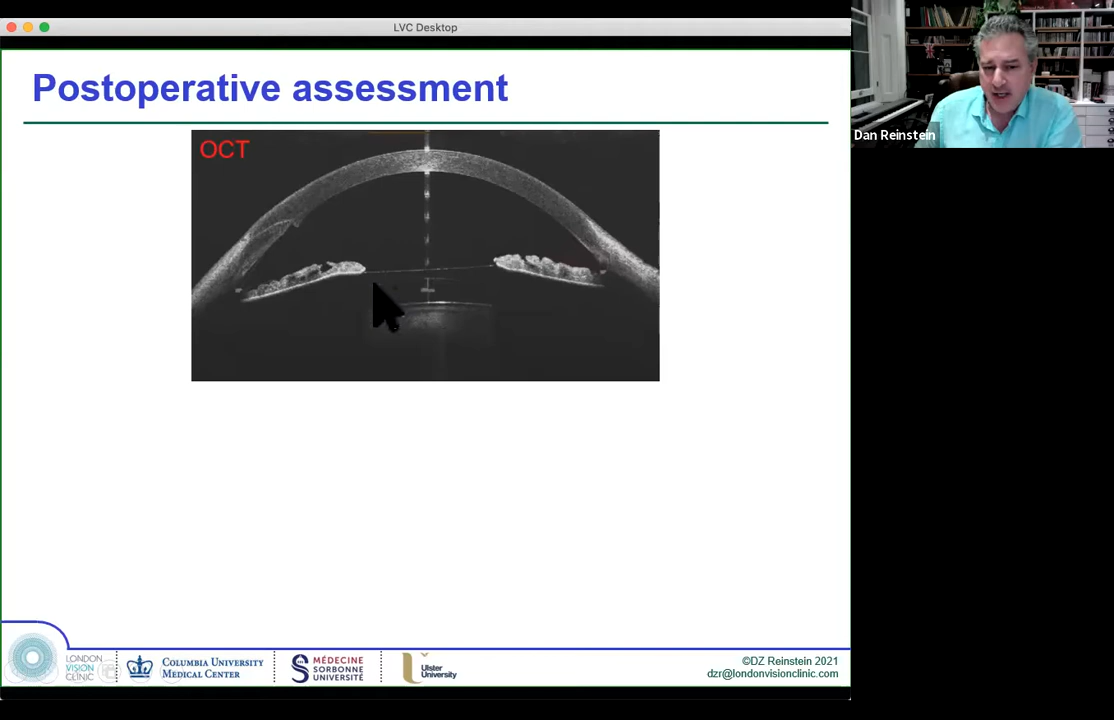 LVC Desktop
Postoperative assessment
OCT
Dan Reinstein
LONDON
VISION
CLINIC
COLUMBIA UNIVERSITY
MEDICAL CENTER
MÉDECINE
SORBONNE
UNIVERSITÉ
Ulster
University
©DZ Reinstein 2021
dzr@londonvisionclinic.com